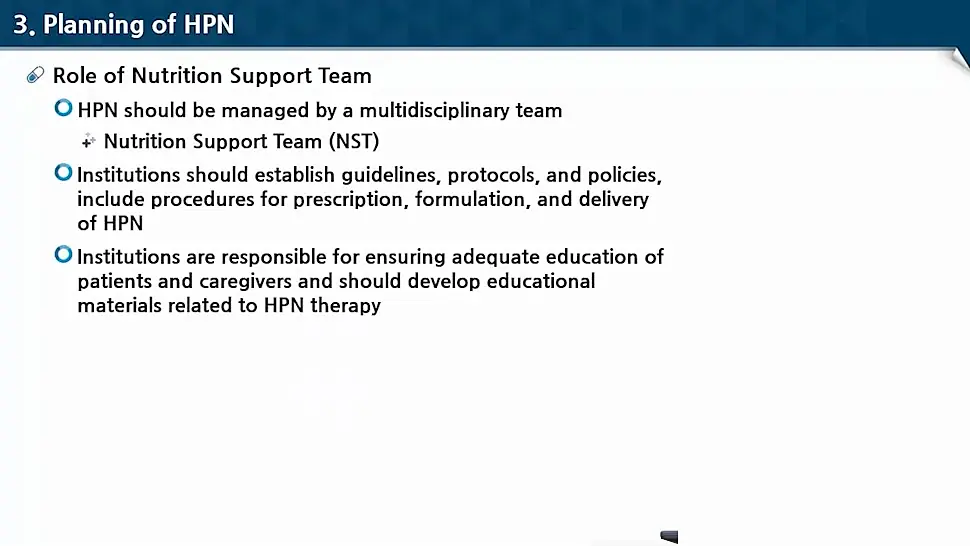 3. Planning of HPN
Role of Nutrition Support Team
HPN should be managed by a multidisciplinary team
Nutrition Support Team (NST)
Institutions should establish guidelines, protocols, and policies,
include procedures for prescription, formulation, and delivery
of HPN
Institutions are responsible for ensuring adequate education of
patients and caregivers and should develop educational
materials related to HPN therapy